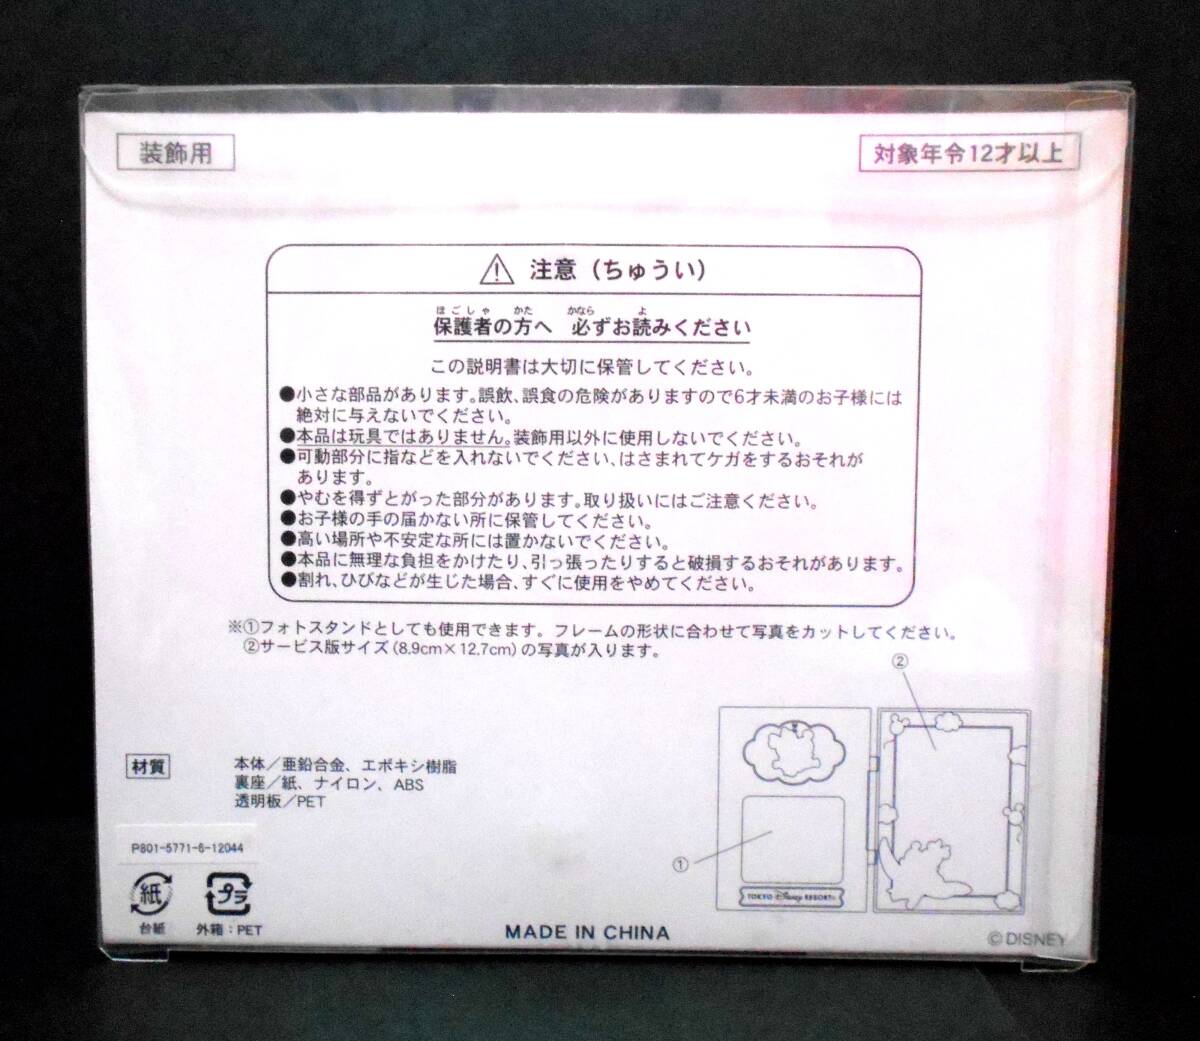 装飾用
対象年令12才以上
注意（ちゅうい）
ほごしゃ かた かなら よ
保護者の方へ 必ずお読みください
この説明書は大切に保管してください。
●小さな部品があります。誤飲、誤食の危険がありますので6才未満のお子様には
絶対に与えないでください。
●本品は玩具ではありません。装飾用以外に使用しないでください。
●可動部分に指などを入れないでください、はさまれてケガをするおそれが
あります。
●やむを得ずとがった部分があります。取り扱いにはご注意ください。
●お子様の手の届かない所に保管してください。
●高い場所や不安定な所には置かないでください。
●本品に無理な負担をかけたり、引っ張ったりすると破損するおそれがあります。
●割れ、ひびなどが生じた場合、すぐに使用をやめてください。
※①フォトスタンドとしても使用できます。フレームの形状に合わせて写真をカットしてください。
②サービス版サイズ（8.9cm×12.7cm）の写真が入ります。
②
①
TOKYO Disney RESORT
材質
本体／亜鉛合金、エポキシ樹脂
裏座／紙、ナイロン、ABS
透明板／PET
P801-5771-6-12044
紙
プラ
台紙
外箱：PET
MADE IN CHINA
©DISNEY